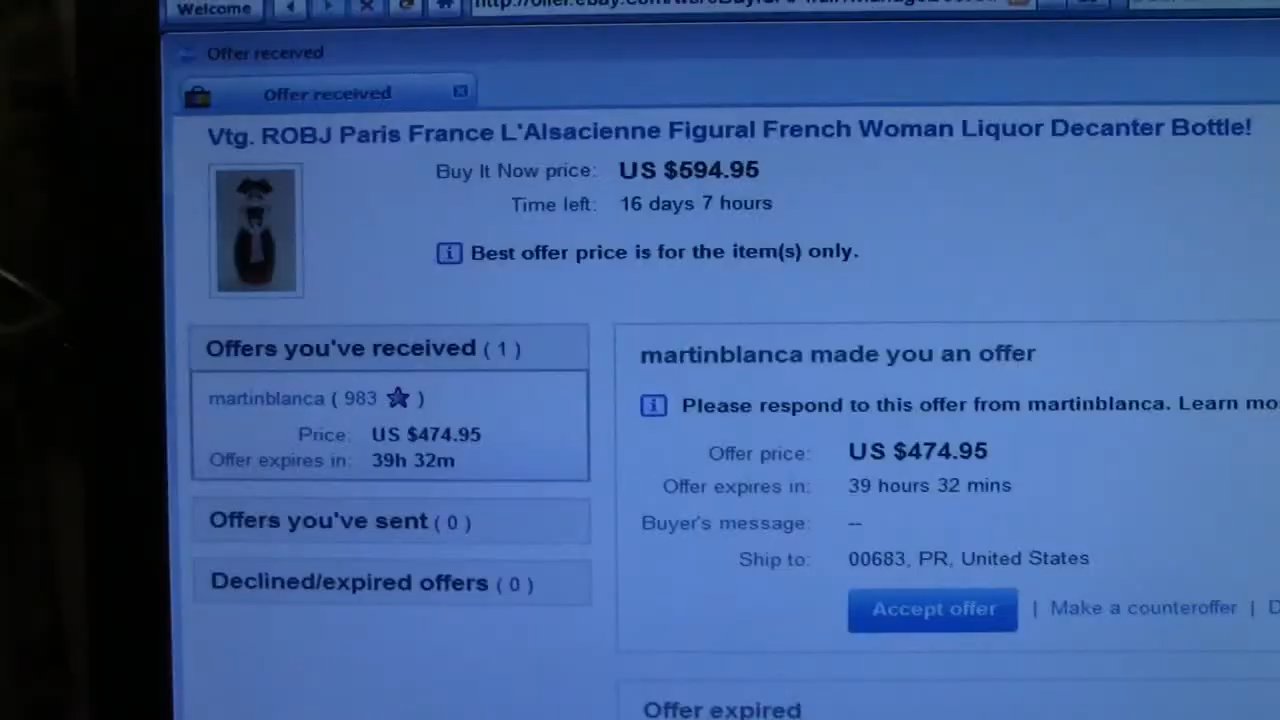 Welcome
Offer received
Offer received
Vtg. ROBJ Paris France L'Alsacienne Figural French Woman Liquor Decanter Bottle!
Buy It Now price: US $594.95
Time left: 16 days 7 hours
Best offer price is for the item(s) only.
Offers you've received ( 1 )
martinblanca ( 983 )
Price: US $474.95
Offer expires in: 39h 32m
Offers you've sent ( 0 )
Declined/expired offers ( 0 )
martinblanca made you an offer
Please respond to this offer from martinblanca. Learn mo
Offer price: US $474.95
Offer expires in: 39 hours 32 mins
Buyer's message: --
Ship to: 00683, PR, United States
Accept offer | Make a counteroffer | D
Offer expired